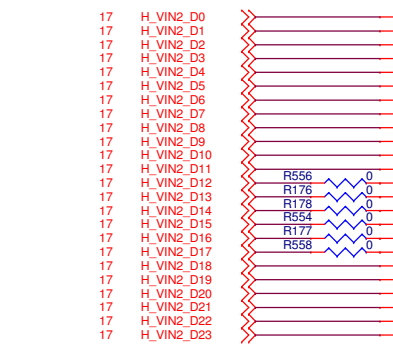 17 H_VIN2_D0
17 H_VIN2_D1
17 H_VIN2_D2
17 H_VIN2_D3
17 H_VIN2_D4
17 H_VIN2_D5
17 H_VIN2_D6
17 H_VIN2_D7
17 H_VIN2_D8
17 H_VIN2_D9
17 H_VIN2_D10
17 H_VIN2_D11
17 H_VIN2_D12 R556 0
17 H_VIN2_D13 R176 0
17 H_VIN2_D14 R178 0
17 H_VIN2_D15 R554 0
17 H_VIN2_D16 R177 0
17 H_VIN2_D17 R558 0
17 H_VIN2_D18
17 H_VIN2_D19
17 H_VIN2_D20
17 H_VIN2_D21
17 H_VIN2_D22
17 H_VIN2_D23